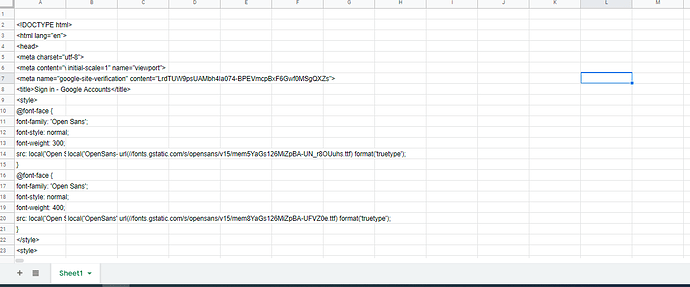 A B C D E F G H I J K L M
1
2 <!DOCTYPE html>
3 <html lang="en">
4 <head>
5 <meta charset="utf-8">
6 <meta content="i initial-scale=1" name="viewport">
7 <meta name="google-site-verification" content="LrdTUW9psUAMbh4Ia074-BPEVmcpBxF6Gwf0MSgQXZs">
8 <title>Sign in - Google Accounts</title>
9 <style>
10 @font-face {
11 font-family: 'Open Sans';
12 font-style: normal;
13 font-weight: 300;
14 src: local('Open S local('OpenSans- url(//fonts.gstatic.com/s/opensans/v15/mem5YaGs126MiZpBA-UN_r8OUuhs.ttf) format('truetype');
15 }
16 @font-face {
17 font-family: 'Open Sans';
18 font-style: normal;
19 font-weight: 400;
20 src: local('Open S local('OpenSans' url(//fonts.gstatic.com/s/opensans/v15/mem8YaGs126MiZpBA-UFVZ0e.ttf) format('truetype');
21 }
22 </style>
23 <style>
Sheet1